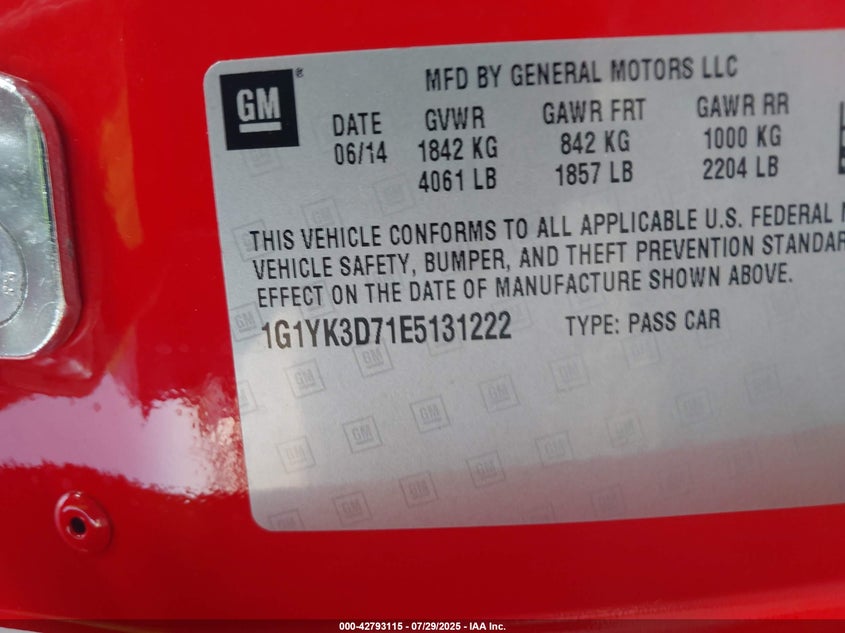 GM®
MFD BY GENERAL MOTORS LLC
DATE GVWR GAWR FRT GAWR RR
06/14 1842 KG 842 KG 1000 KG
4061 LB 1857 LB 2204 LB
THIS VEHICLE CONFORMS TO ALL APPLICABLE U.S. FEDERAL M
VEHICLE SAFETY, BUMPER, AND THEFT PREVENTION STANDAR
EFFECT ON THE DATE OF MANUFACTURE SHOWN ABOVE.
1G1YK3D71E5131222 TYPE: PASS CAR
000-42793115 - 07/29/2025 - IAA Inc.